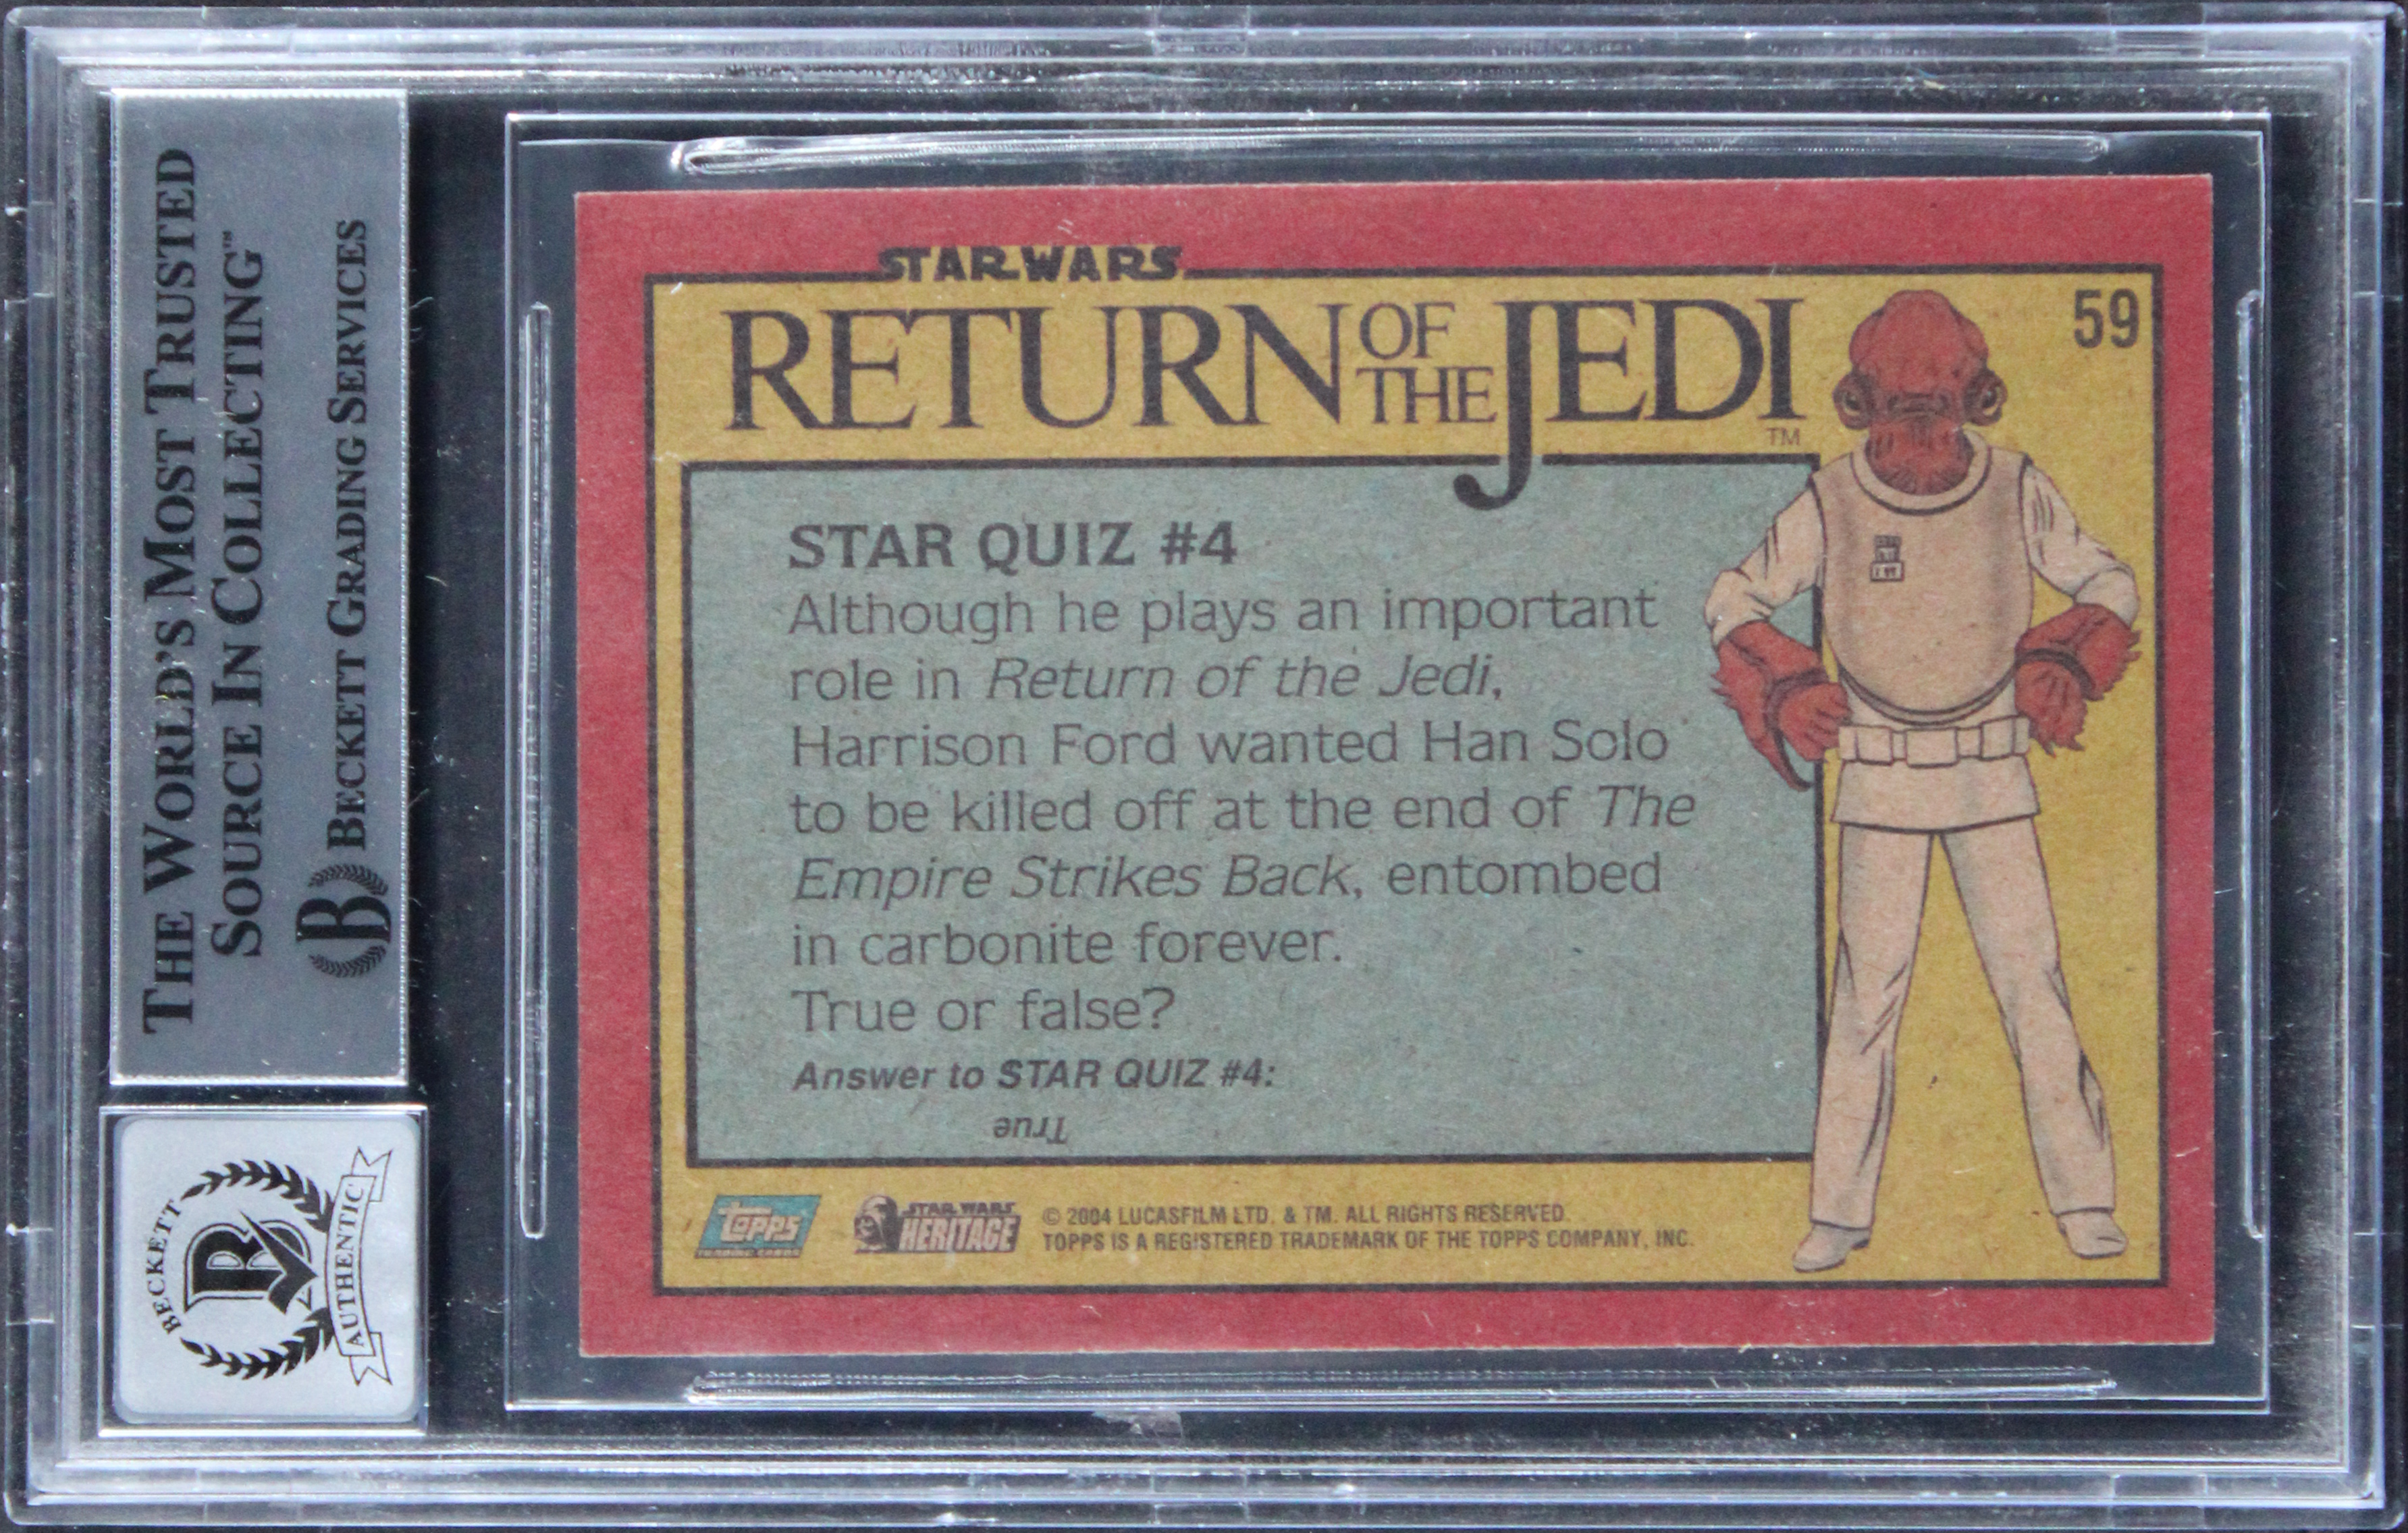 THE WORLD'S MOST TRUSTED
SOURCE IN COLLECTING™
B BECKETT GRADING SERVICES
BECKETT
B
AUTHENTIC
STAR WARS
RETURN OF THE JEDI
TM
59
STAR QUIZ #4
Although he plays an important
role in Return of the Jedi,
Harrison Ford wanted Han Solo
to be killed off at the end of The
Empire Strikes Back, entombed
in carbonite forever.
True or false?
Answer to STAR QUIZ #4:
True
TOPPS
TRADING CARDS
STAR WARS
HERITAGE
© 2004 LUCASFILM LTD. & TM. ALL RIGHTS RESERVED.
TOPPS IS A REGISTERED TRADEMARK OF THE TOPPS COMPANY, INC.